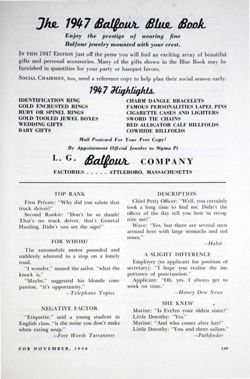 The 1947 Balfour Blue Book
Enjoy the prestige of wearing fine
Balfour jewelry mounted with your crest.
IN THIS 1947 EDITION just off the press you will find an exciting array of beautiful
gifts and personal accessories. Many of the gifts shown in the Blue Book may be
furnished in quantities for your party or banquet favors.
SOCIAL CHAIRMEN, too, need a reference copy to help plan their social season early.
1947 Highlights
IDENTIFICATION RING
GOLD ENCRUSTED RINGS
RUBY OR SPINEL RINGS
GOLD TOOLED JEWEL BOXES
WEDDING GIFTS
BABY GIFTS
CHARM DANGLE BRACELETS
FAMOUS PERSONALITIES LAPEL PINS
CIGARETTE CASES AND LIGHTERS
SWORD TIE CHAINS
RED ALLIGATOR CALF BILLFOLDS
COWHIDE BILLFOLDS
Mail Postcard For Your Free Copy!
By Appointment Official Jeweler to Sigma Pi
L. G. Balfour COMPANY
FACTORIES . . . . . ATTLEBORO, MASSACHUSETTS
TOP RANK
First Private: "Why did you salute that
truck driver?"
Second Rookie: "Don't be so dumb!
That's no truck driver, that's General
Hauling. Didn't you see the sign?"
FOR WHOM?
The automobile motor pounded and
suddenly wheezed to a stop on a lonely
road.
"I wonder," mused the sailor, "what the
knock is."
"Maybe," suggested his blonde com-
panion, "it's opportunity."
—Telephone Topics
NEGATIVE FACTOR
"Etiquette," said a young student in
English class, "is the noise you don't make
when eating soup."
—Fort Worth Tarrantee
DESCRIPTION
Chief Petty Officer: "Well, you certainly
took a long time to find me. Didn't the
officer of the day tell you how to recog
nize me?"
Wave: "Yes, but there are several men
around here with large stomachs and red
noses."
—Halsit
A SLIGHT DIFFERENCE
Employer (to applicant for position of
secretary): "I hope you realize the im-
portance of punctuation."
Applicant: "Oh, yes. I always get to
work on time."
—Honey Dew News
SHE KNEW
Marine: "Is Evelyn your oldest sister?"
Little Dorothy: "Yes."
Marine: "And who comes after her?"
Little Dorothy: "You and three sailors."
—Pathfinder
FOR NOVEMBER, 1946
149